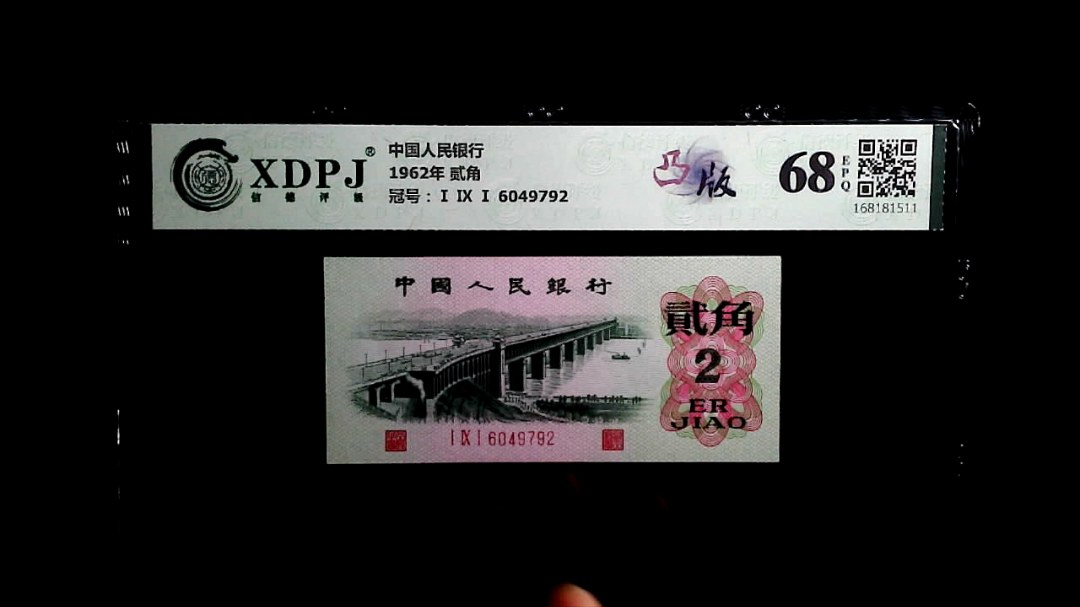 XDPJ®
信德评级
中国人民银行
1962年 贰角
冠号：Ⅰ Ⅸ Ⅰ 6049792
凸版
68
EPQ
168181511
中國人民銀行
貳角
2
ER
JIAO
Ⅰ Ⅸ Ⅰ 6049792